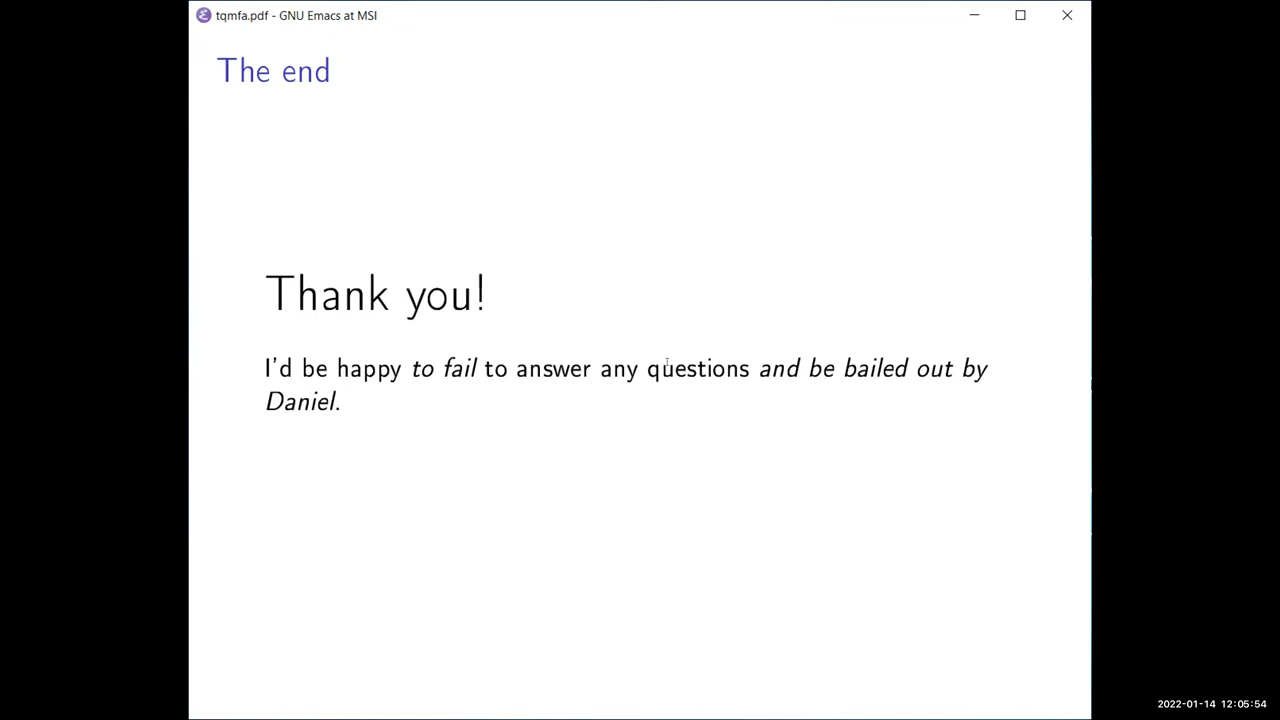 tqmfa.pdf - GNU Emacs at MSI
The end
Thank you!
I'd be happy to fail to answer any questions and be bailed out by
Daniel.
2022-01-14 12:05:54